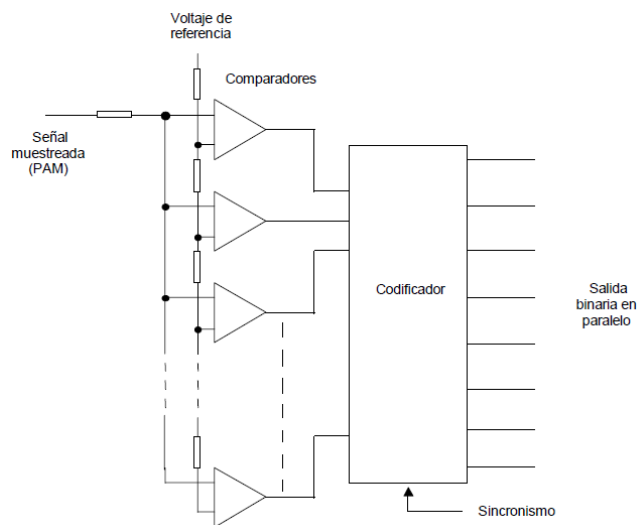 Voltaje de
referencia
Comparadores
Señal
muestreada
(PAM)
Codificador
Salida
binaria en
paralelo
Sincronismo